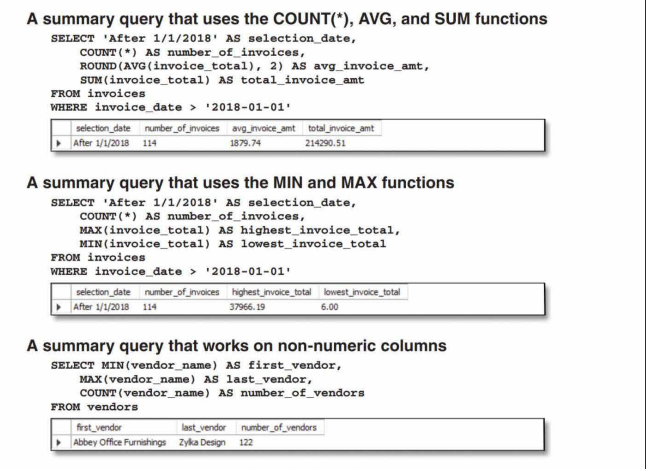 A summary query that uses the COUNT(*), AVG, and SUM functions
SELECT 'After 1/1/2018' AS selection_date,
COUNT(*) AS number_of_invoices,
ROUND(AVG(invoice_total), 2) AS avg_invoice_amt,
SUM(invoice_total) AS total_invoice_amt
FROM invoices
WHERE invoice_date > '2018-01-01'
selection_date number_of_invoices avg_invoice_amt total_invoice_amt
After 1/1/2018 114 1879.74 214290.51
A summary query that uses the MIN and MAX functions
SELECT 'After 1/1/2018' AS selection_date,
COUNT(*) AS number_of_invoices,
MAX(invoice_total) AS highest_invoice_total,
MIN(invoice_total) AS lowest_invoice_total
FROM invoices
WHERE invoice_date > '2018-01-01'
selection_date number_of_invoices highest_invoice_total lowest_invoice_total
After 1/1/2018 114 37966.19 6.00
A summary query that works on non-numeric columns
SELECT MIN(vendor_name) AS first_vendor,
MAX(vendor_name) AS last_vendor,
COUNT(vendor_name) AS number_of_vendors
FROM vendors
first_vendor last_vendor number_of_vendors
Abbey Office Furnishings Zylka Design 122